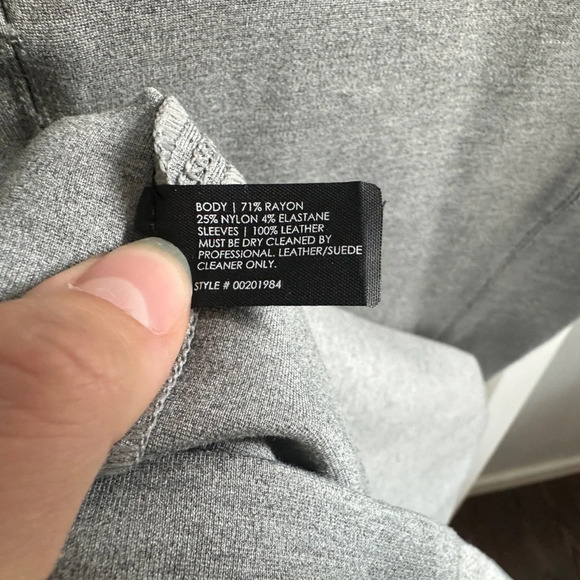 BODY | 71% RAYON
25% NYLON 4% ELASTANE
SLEEVES | 100% LEATHER
MUST BE DRY CLEANED BY
PROFESSIONAL. LEATHER/SUEDE
CLEANER ONLY.
STYLE # 00201984